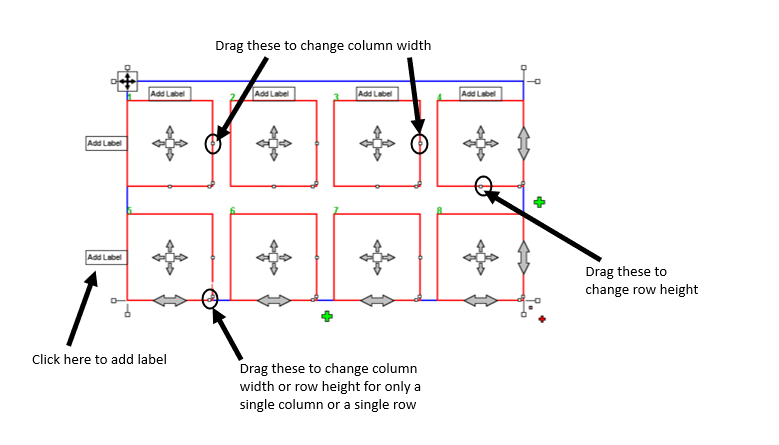 Drag these to change column width
Add Label
Add Label
Add Label
Add Label
1
2
3
4
Add Label
5
6
7
8
Add Label
Drag these to
change row height
Click here to add label
Drag these to change column
width or row height for only a
single column or a single row